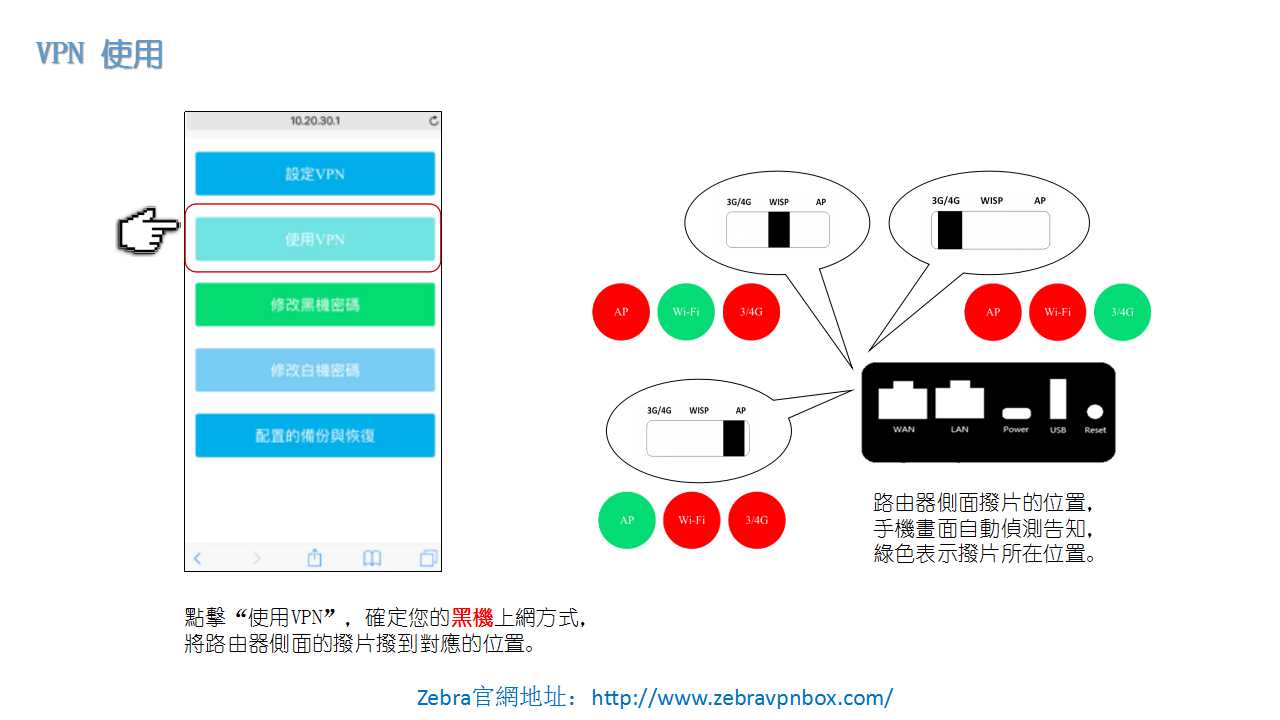 VPN 使用
10.20.30.1
設定VPN
使用VPN
修改黑機密碼
修改白機密碼
配置的備份與恢復
點擊“使用VPN”，確定您的黑機上網方式，
將路由器側面的撥片撥到對應的位置。
3G/4G WISP AP
AP Wi-Fi 3/4G
3G/4G WISP AP
AP Wi-Fi 3/4G
3G/4G WISP AP
AP Wi-Fi 3/4G
WAN LAN Power USB Reset
路由器側面撥片的位置，
手機畫面自動偵測告知，
綠色表示撥片所在位置。
Zebra官網地址：http://www.zebravpnbox.com/